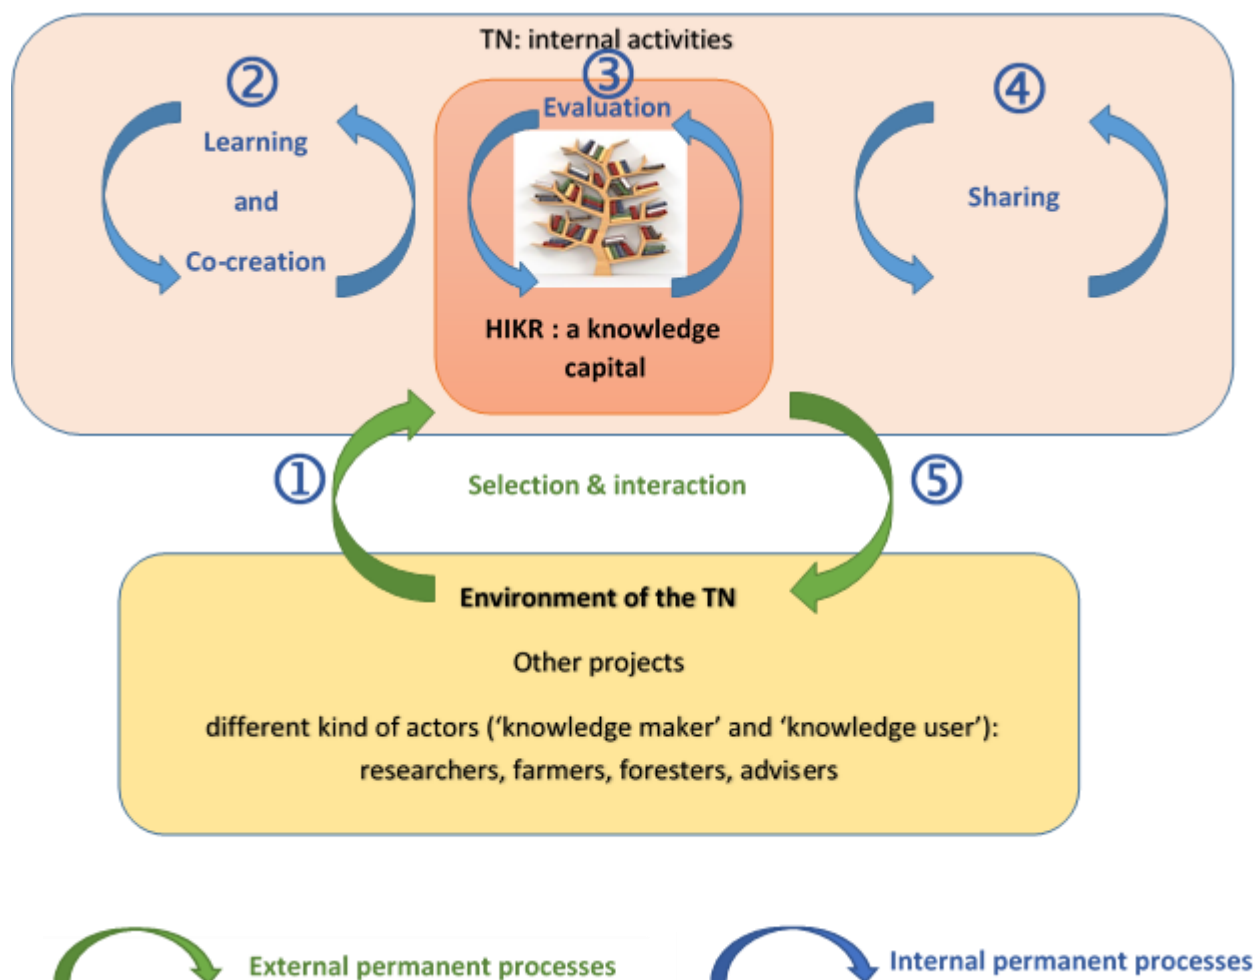 TN: internal activities
②
Learning
and
Co-creation
③
Evaluation
HIKR : a knowledge
capital
④
Sharing
①
Selection & interaction
⑤
Environment of the TN
Other projects
different kind of actors (‘knowledge maker’ and ‘knowledge user’):
researchers, farmers, foresters, advisers
External permanent processes
Internal permanent processes